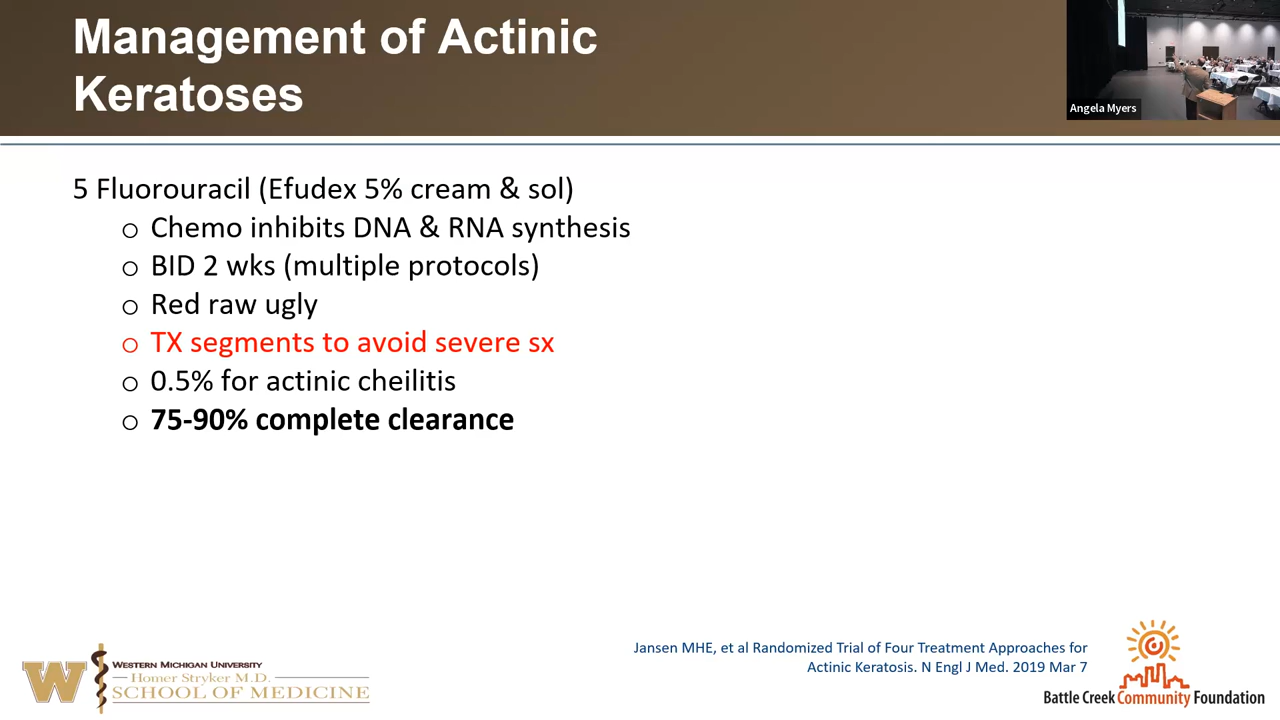 Management of Actinic
Keratoses
Angela Myers
5 Fluorouracil (Efudex 5% cream & sol)
o Chemo inhibits DNA & RNA synthesis
o BID 2 wks (multiple protocols)
o Red raw ugly
o TX segments to avoid severe sx
o 0.5% for actinic cheilitis
o 75-90% complete clearance
Jansen MHE, et al Randomized Trial of Four Treatment Approaches for
Actinic Keratosis. N Engl J Med. 2019 Mar 7
W
WESTERN MICHIGAN UNIVERSITY
Homer Stryker M.D.
SCHOOL OF MEDICINE
Battle Creek Community Foundation